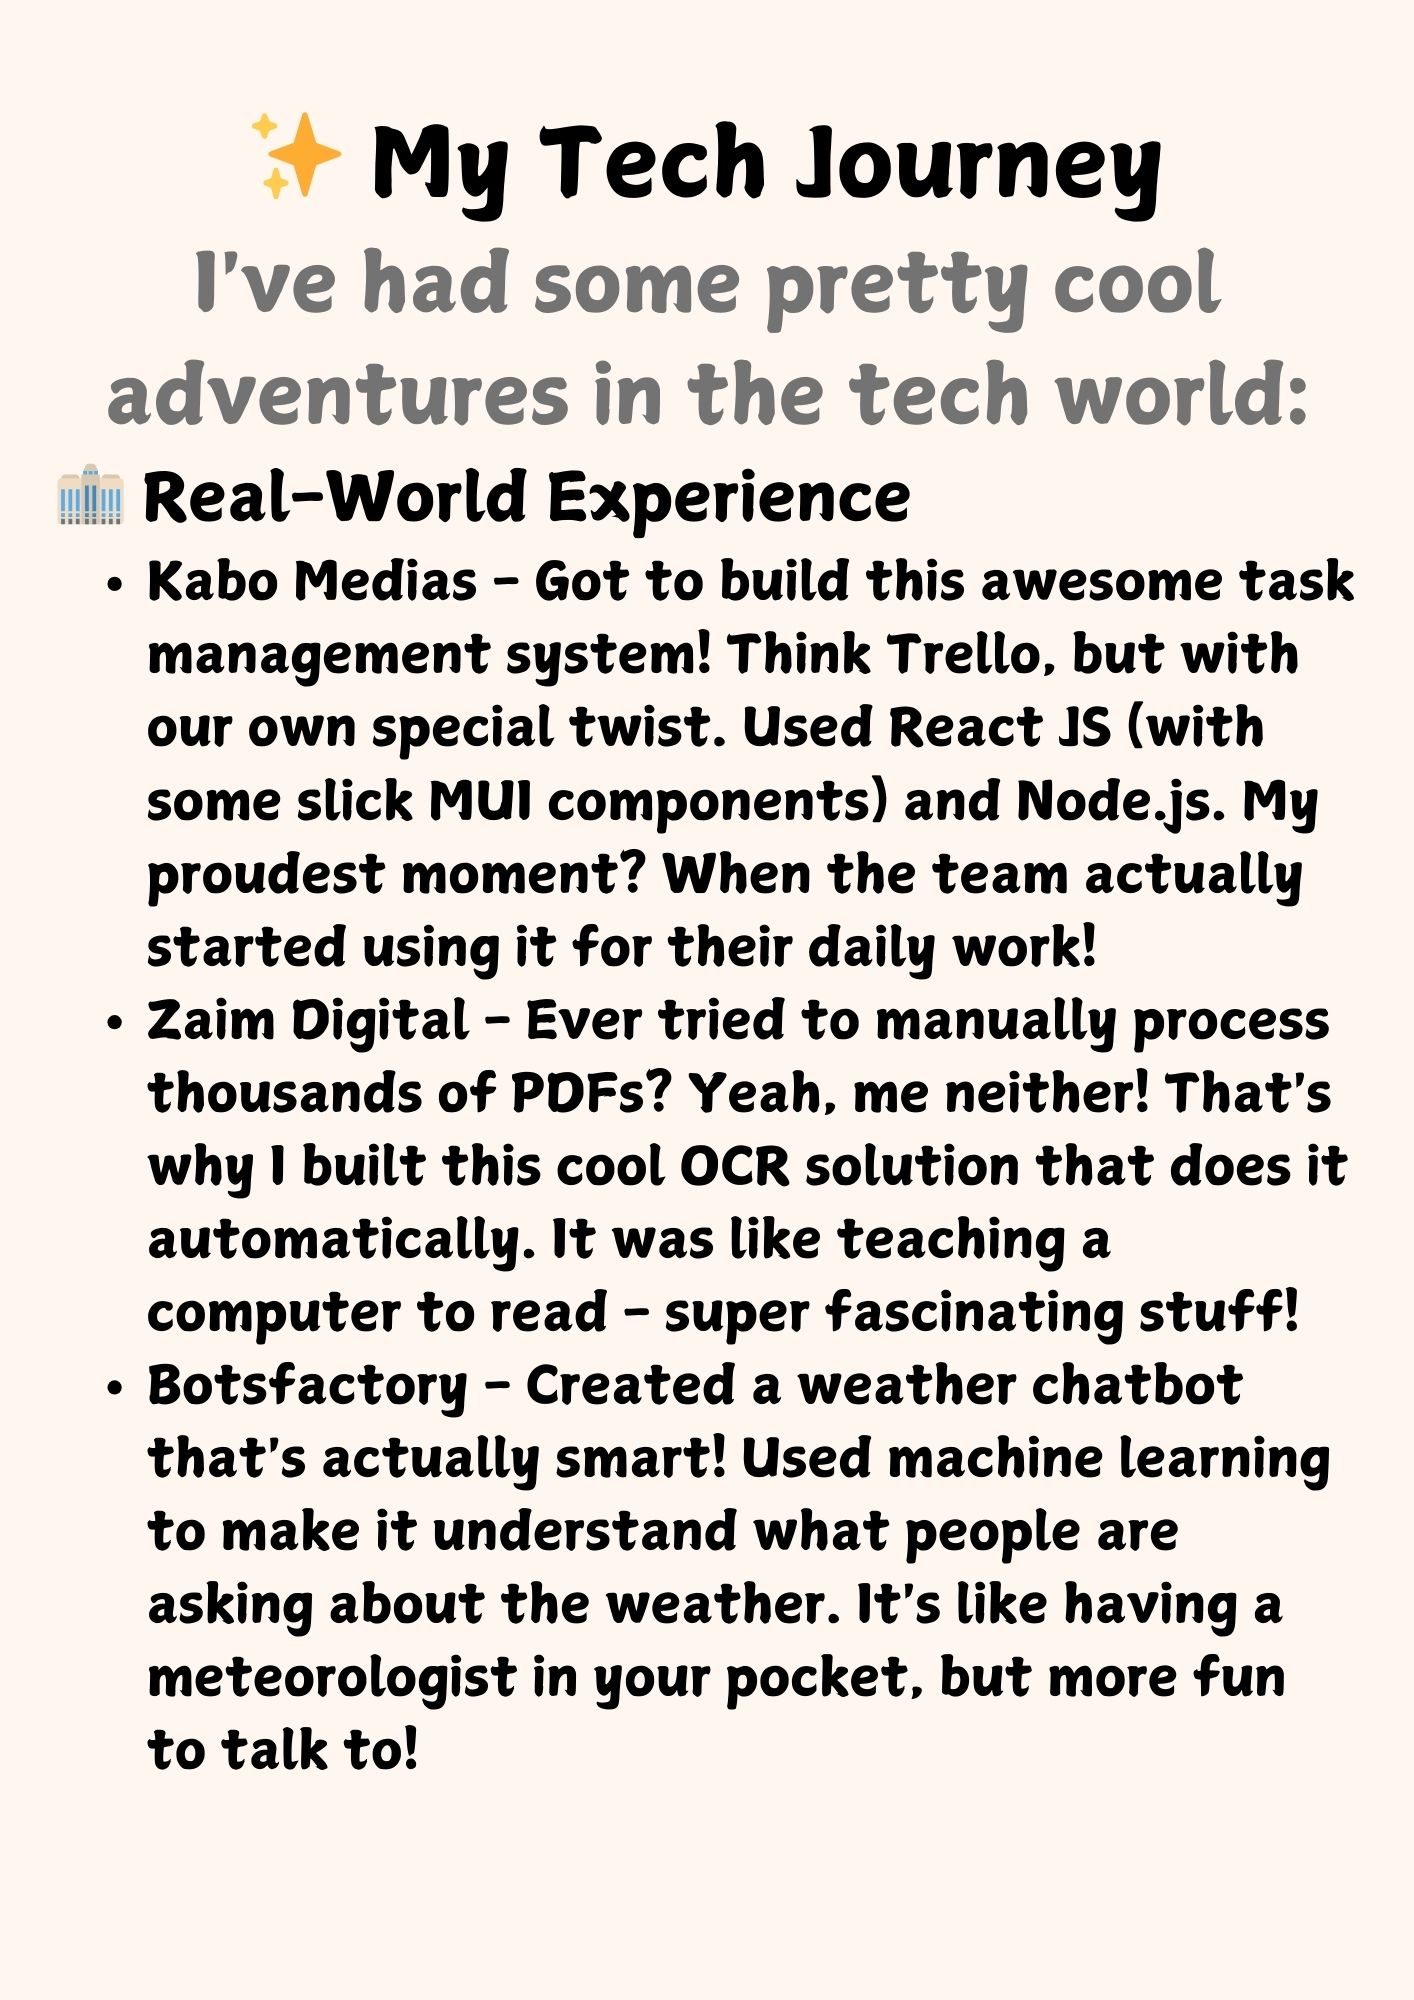 ✨ My Tech Journey
I've had some pretty cool
adventures in the tech world:
🏢 Real-World Experience
• Kabo Medias - Got to build this awesome task
management system! Think Trello, but with
our own special twist. Used React JS (with
some slick MUI components) and Node.js. My
proudest moment? When the team actually
started using it for their daily work!
• Zaim Digital - Ever tried to manually process
thousands of PDFs? Yeah, me neither! That's
why I built this cool OCR solution that does it
automatically. It was like teaching a
computer to read - super fascinating stuff!
• Botsfactory - Created a weather chatbot
that's actually smart! Used machine learning
to make it understand what people are
asking about the weather. It's like having a
meteorologist in your pocket, but more fun
to talk to!